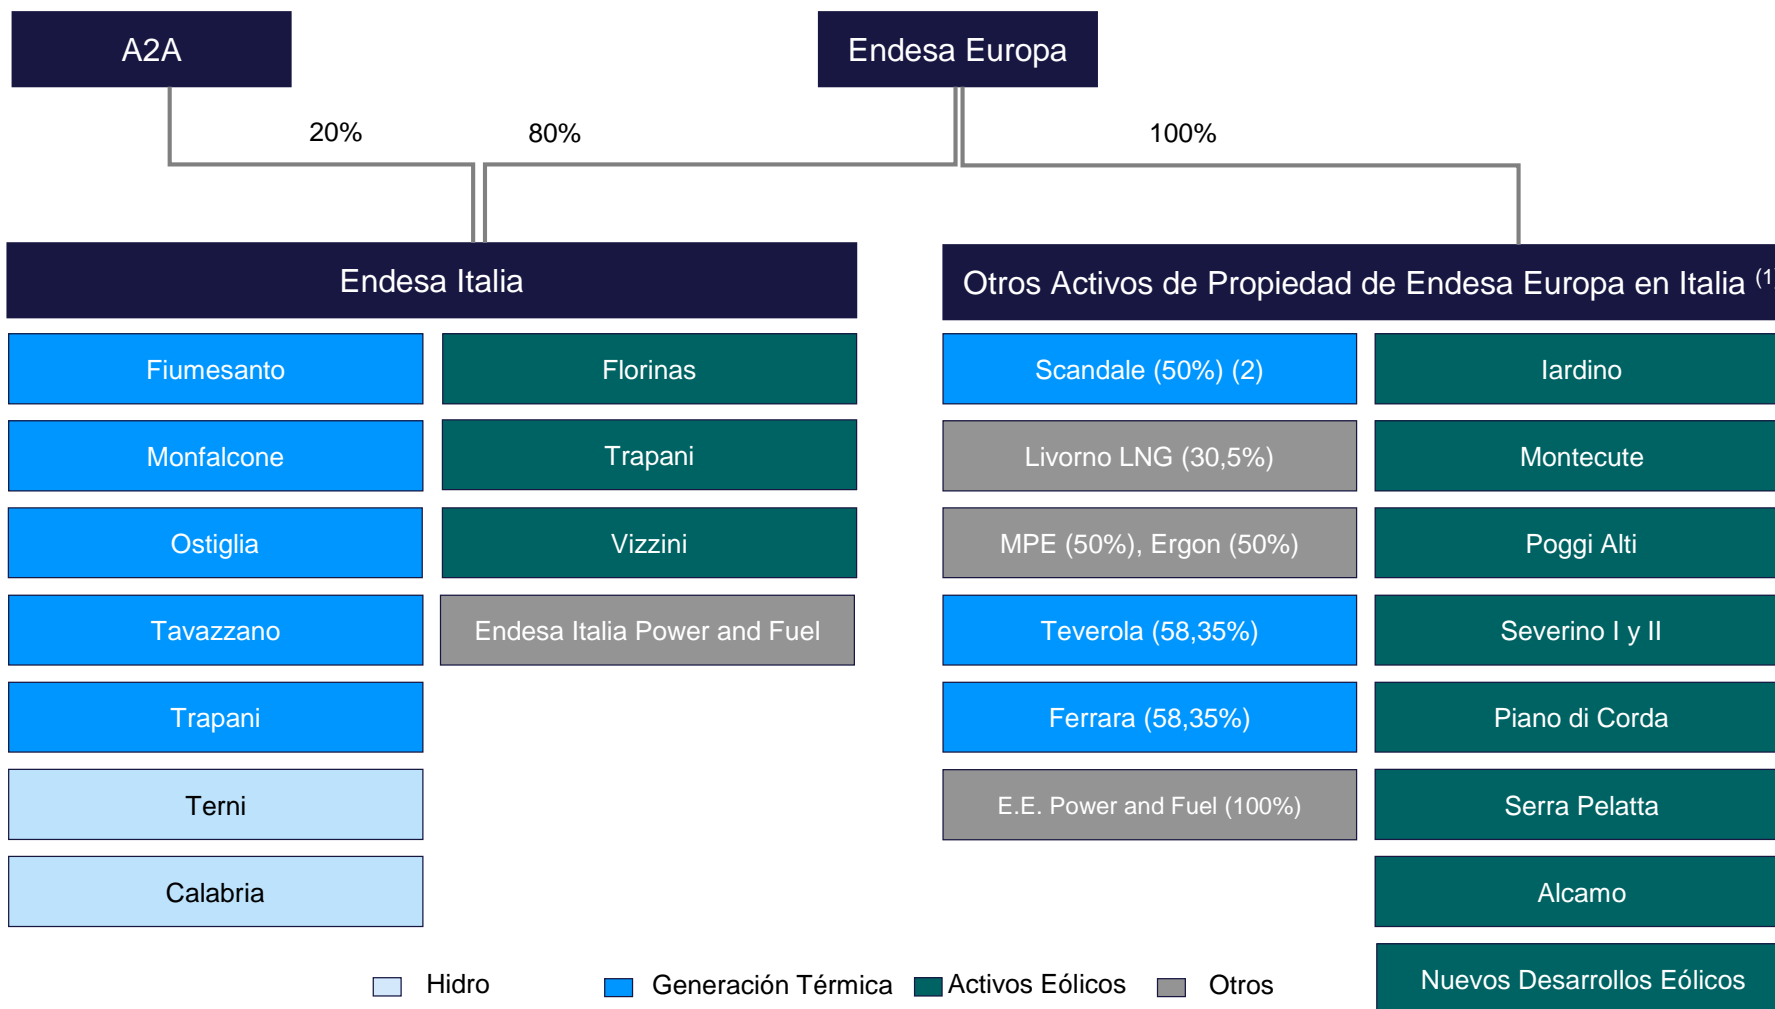 A2A
Endesa Europa
20%
80%
100%
Endesa Italia
Otros Activos de Propiedad de Endesa Europa en Italia (1)
Fiumesanto
Florinas
Scandale (50%) (2)
Iardino
Monfalcone
Trapani
Livorno LNG (30,5%)
Montecute
Ostiglia
Vizzini
MPE (50%), Ergon (50%)
Poggi Alti
Tavazzano
Endesa Italia Power and Fuel
Teverola (58,35%)
Severino I y II
Trapani
Ferrara (58,35%)
Piano di Corda
Terni
E.E. Power and Fuel (100%)
Serra Pelatta
Calabria
Alcamo
Nuevos Desarrollos Eólicos
Hidro
Generación Térmica
Activos Eólicos
Otros